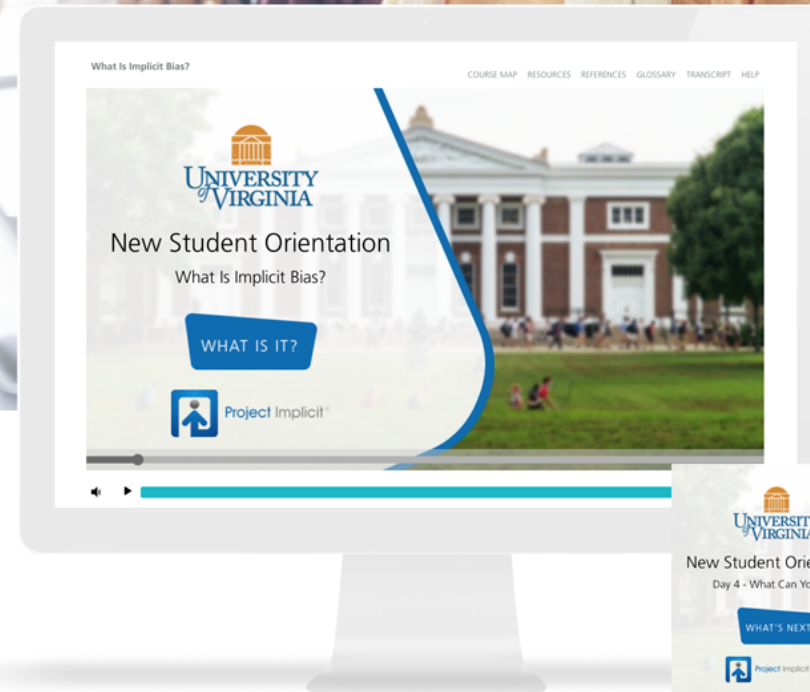 What Is Implicit Bias?
COURSE MAP RESOURCES REFERENCES GLOSSARY TRANSCRIPT HELP
UNIVERSITY
of VIRGINIA
New Student Orientation
What Is Implicit Bias?
WHAT IS IT?
Project Implicit
UNIVERSIT
of VIRGINIA
New Student Orie
Day 4 - What Can Yo
WHAT'S NEXT
Project Implicit